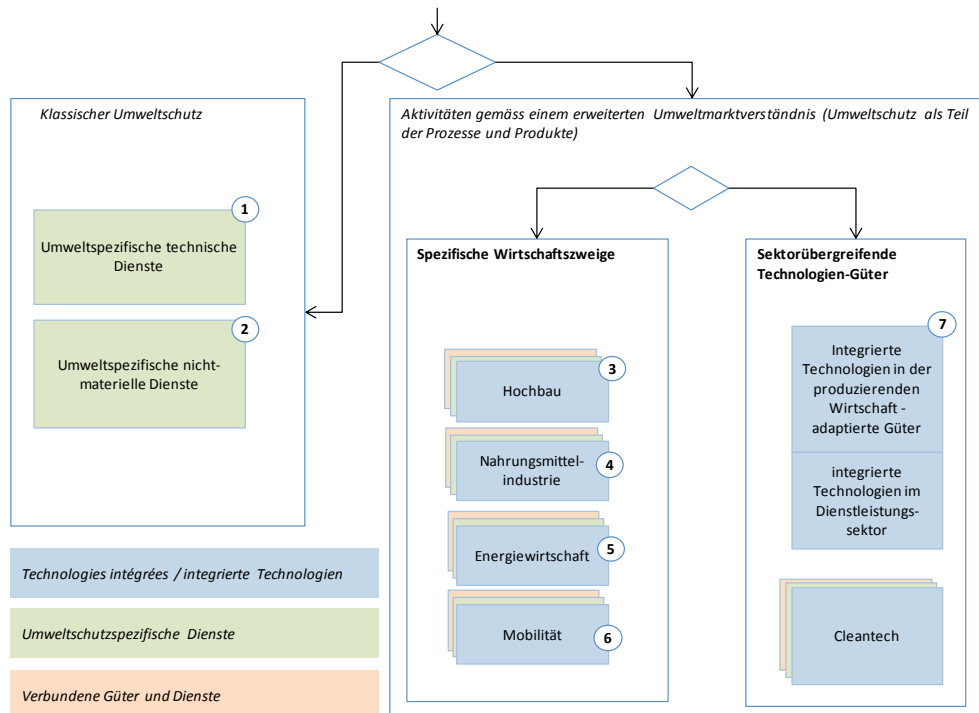 Klassischer Umweltschutz
1
Umweltspezifische technische
Dienste
2
Umweltspezifische nicht-
materielle Dienste
Aktivitäten gemäss einem erweiterten Umweltmarktverständnis (Umweltschutz als Teil
der Prozesse und Produkte)
Spezifische Wirtschaftszweige
3
Hochbau
Nahrungsmittel-
industrie
4
Energiewirtschaft
5
Mobilität
6
Sektorübergreifende
Technologien-Güter
7
Integrierte
Technologien in der
produzierenden
Wirtschaft -
adaptierte Güter
integrierte
Technologien im
Dienstleistungs-
sektor
Cleantech
Technologies intégrées / integrierte Technologien
Umweltschutzspezifische Dienste
Verbundene Güter und Dienste